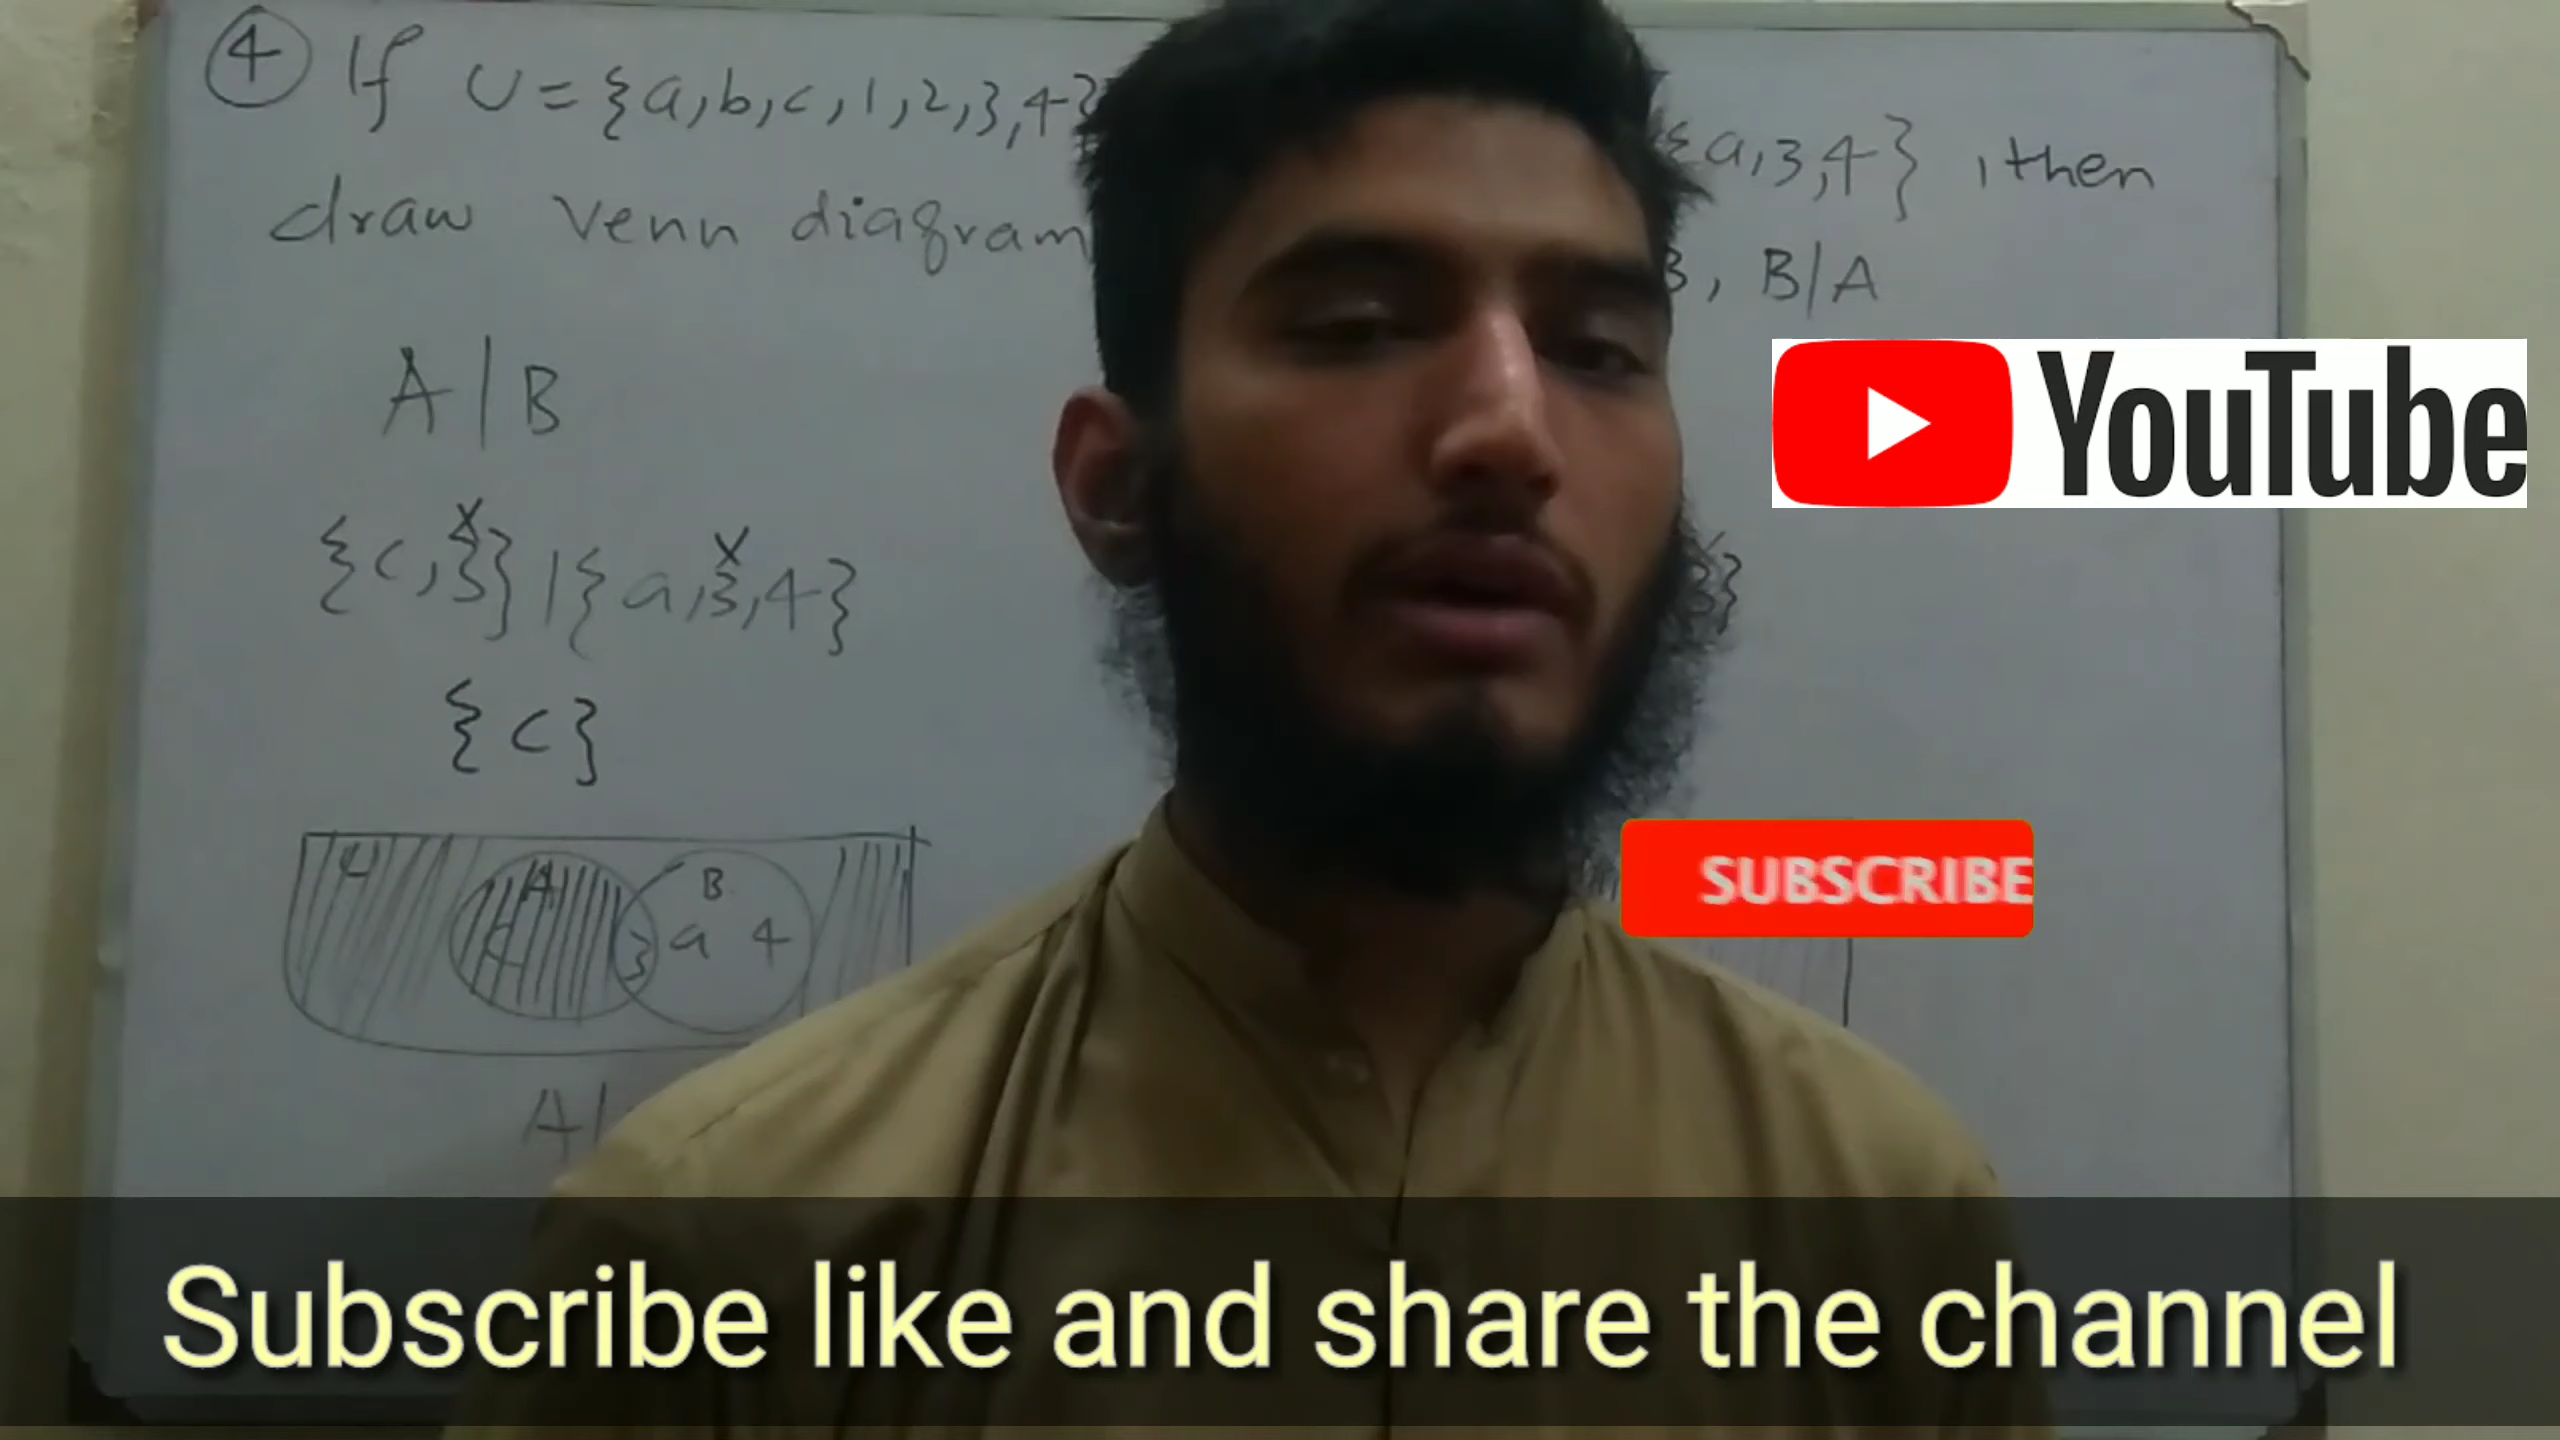 ④ If U = {a,b,c,1,2,3,4} {a,3,4} , then
draw Venn diagram B, B|A
A|B
{c,3} | {a,3,4}
{c}
U A B
c 3 a 4
A|
YouTube
SUBSCRIBE
Subscribe like and share the channel